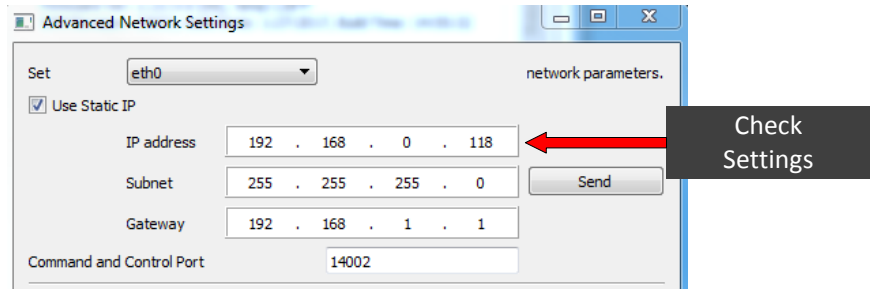 Advanced Network Settings
Set eth0 network parameters.
Use Static IP
IP address 192 . 168 . 0 . 118
Check
Settings
Subnet 255 . 255 . 255 . 0 Send
Gateway 192 . 168 . 1 . 1
Command and Control Port 14002